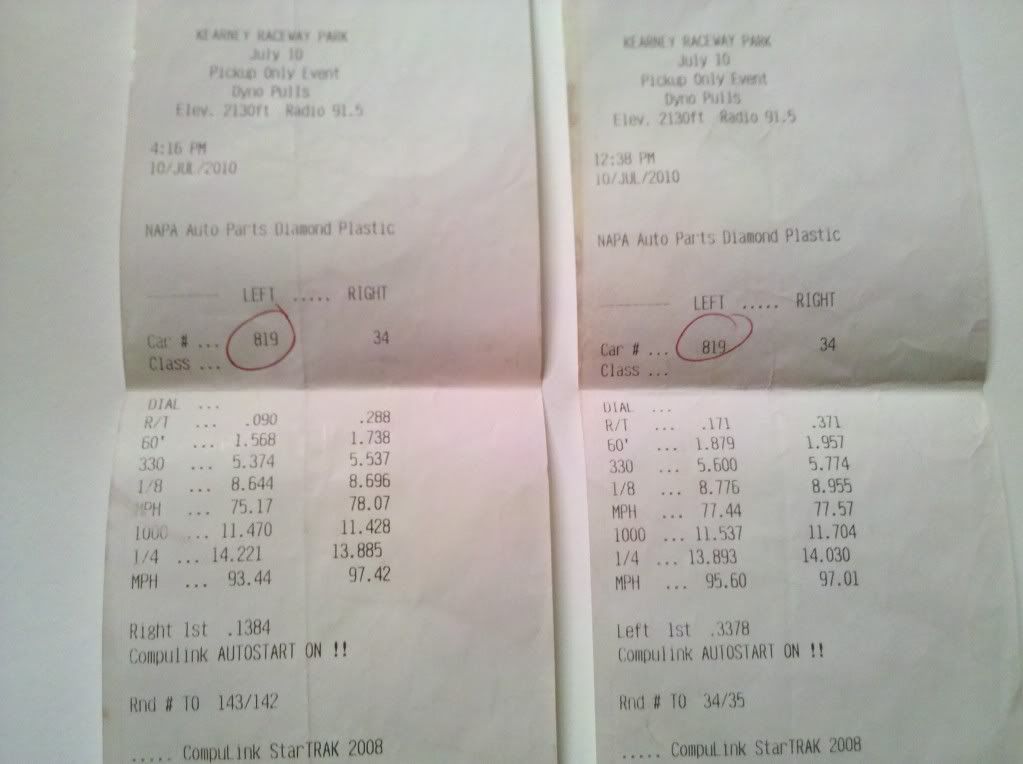 KEARNEY RACEWAY PARK
July 10
Pickup Only Event
Dyno Pulls
Elev. 2130ft Radio 91.5
4:16 PM
10/JUL/2010
NAPA Auto Parts Diamond Plastic
LEFT ..... RIGHT
Car # ... 819 34
Class ...
DIAL ...
R/T ... .090 .288
60' ... 1.568 1.738
330 ... 5.374 5.537
1/8 ... 8.644 8.696
MPH ... 75.17 78.07
1000 ... 11.470 11.428
1/4 ... 14.221 13.885
MPH ... 93.44 97.42
Right 1st .1384
Compulink AUTOSTART ON !!
Rnd # TO 143/142
..... CompuLink StarTRAK 2008
KEARNEY RACEWAY PARK
July 10
Pickup Only Event
Dyno Pulls
Elev. 2130ft Radio 91.5
12:38 PM
10/JUL/2010
NAPA Auto Parts Diamond Plastic
LEFT ..... RIGHT
Car # ... 819 34
Class ...
DIAL ...
R/T ... .171 .371
60' ... 1.879 1.957
330 ... 5.600 5.774
1/8 ... 8.776 8.955
MPH ... 77.44 77.57
1000 ... 11.537 11.704
1/4 ... 13.893 14.030
MPH ... 95.60 97.01
Left 1st .3378
Compulink AUTOSTART ON !!
Rnd # TO 34/35
..... CompuLink StarTRAK 2008